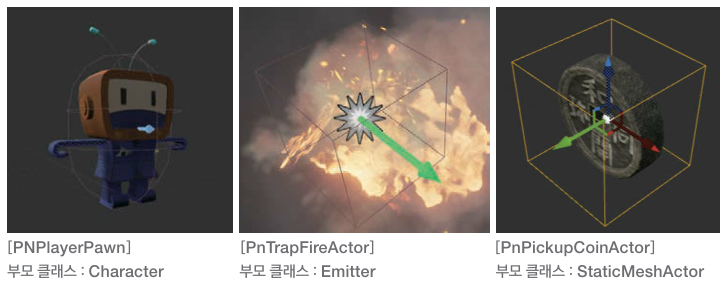 [PNPlayerPawn]
부모 클래스 : Character
[PnTrapFireActor]
부모 클래스 : Emitter
[PnPickupCoinActor]
부모 클래스 : StaticMeshActor